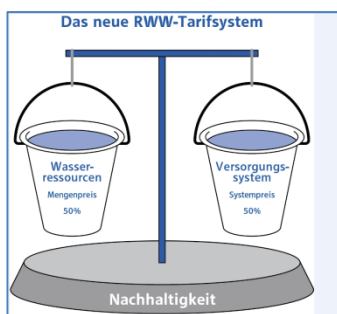 Das neue RWW-Tarifsystem
Wasser-
ressourcen
Mengenpreis
50%
Versorgungs-
system
Systempreis
50%
Nachhaltigkeit